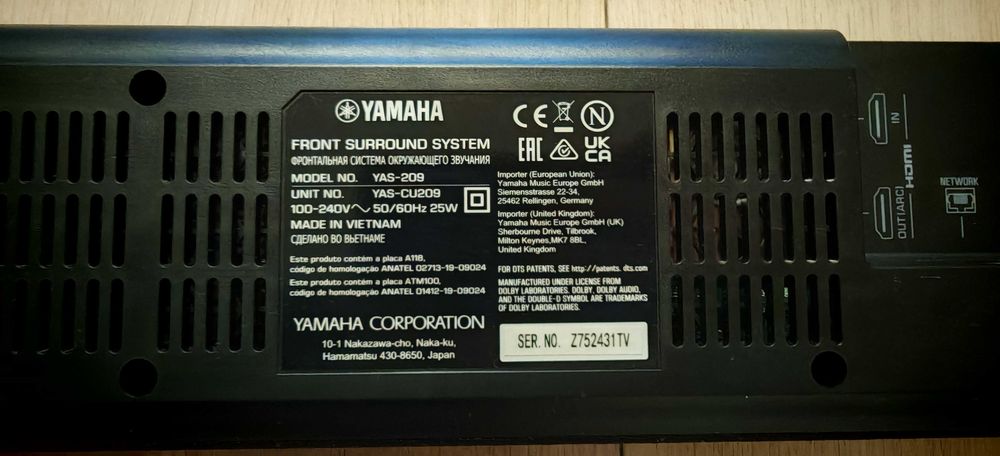 YAMAHA
FRONT SURROUND SYSTEM
ФРОНТАЛЬНАЯ СИСТЕМА ОКРУЖАЮЩЕГО ЗВУЧАНИЯ
MODEL NO. YAS-209
UNIT NO. YAS-CU209
100-240V~ 50/60Hz 25W
MADE IN VIETNAM
СДЕЛАНО ВО ВЬЕТНАМЕ
Este produto contém a placa A11B,
código de homologação ANATEL 02713-19-09024
Este produto contém a placa ATM100,
código de homologação ANATEL 01412-19-09024
YAMAHA CORPORATION
10-1 Nakazawa-cho, Naka-ku,
Hamamatsu 430-8650, Japan
CE N
EAC UK
CA
Importer (European Union):
Yamaha Music Europe GmbH
Siemensstrasse 22-34,
25462 Rellingen, Germany
Importer (United Kingdom):
Yamaha Music Europe GmbH (UK)
Sherbourne Drive, Tilbrook,
Milton Keynes,MK7 8BL,
United Kingdom
FOR DTS PATENTS, SEE http://patents.dts.com
MANUFACTURED UNDER LICENSE FROM
DOLBY LABORATORIES. DOLBY, DOLBY AUDIO,
AND THE DOUBLE-D SYMBOL ARE TRADEMARKS
OF DOLBY LABORATORIES.
SER. NO. Z752431TV
IN
HDMI
OUT(ARC)
NETWORK